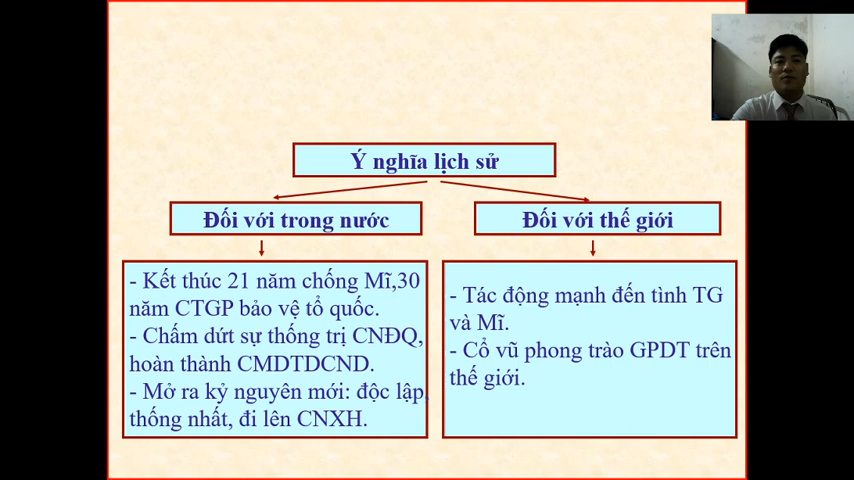 Ý nghĩa lịch sử
Đối với trong nước
Đối với thế giới
- Kết thúc 21 năm chống Mĩ,30
năm CTGP bảo vệ tổ quốc.
- Chấm dứt sự thống trị CNĐQ,
hoàn thành CMDTDCND.
- Mở ra kỷ nguyên mới: độc lập,
thống nhất, đi lên CNXH.
- Tác động mạnh đến tình TG
và Mĩ.
- Cổ vũ phong trào GPDT trên
thế giới.